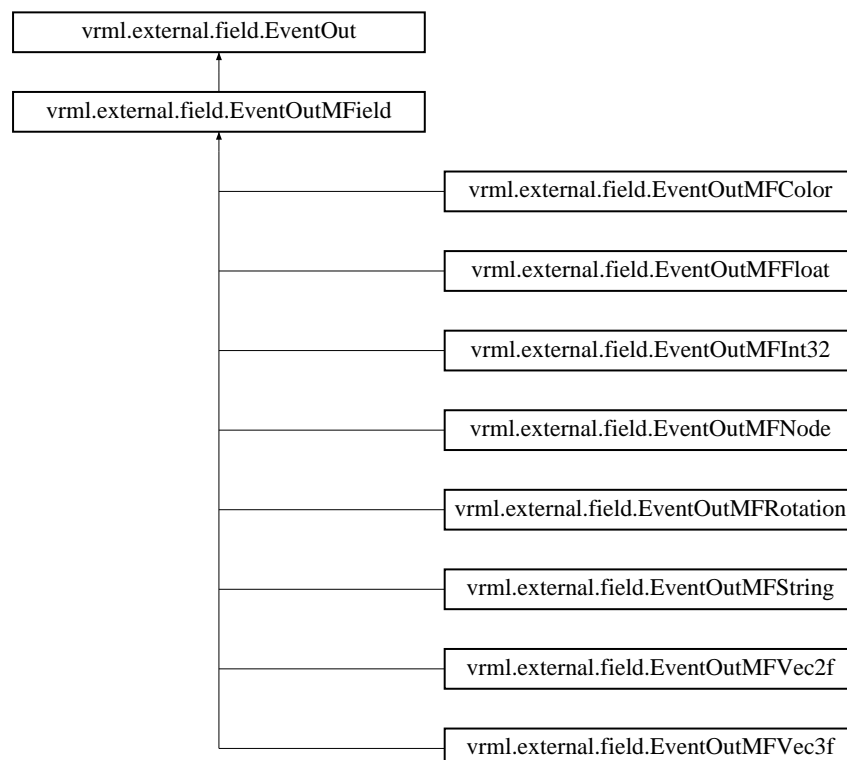 vrml.external.field.EventOut
vrml.external.field.EventOutMField
vrml.external.field.EventOutMFColor
vrml.external.field.EventOutMFFloat
vrml.external.field.EventOutMFInt32
vrml.external.field.EventOutMFNode
vrml.external.field.EventOutMFRotation
vrml.external.field.EventOutMFString
vrml.external.field.EventOutMFVec2f
vrml.external.field.EventOutMFVec3f